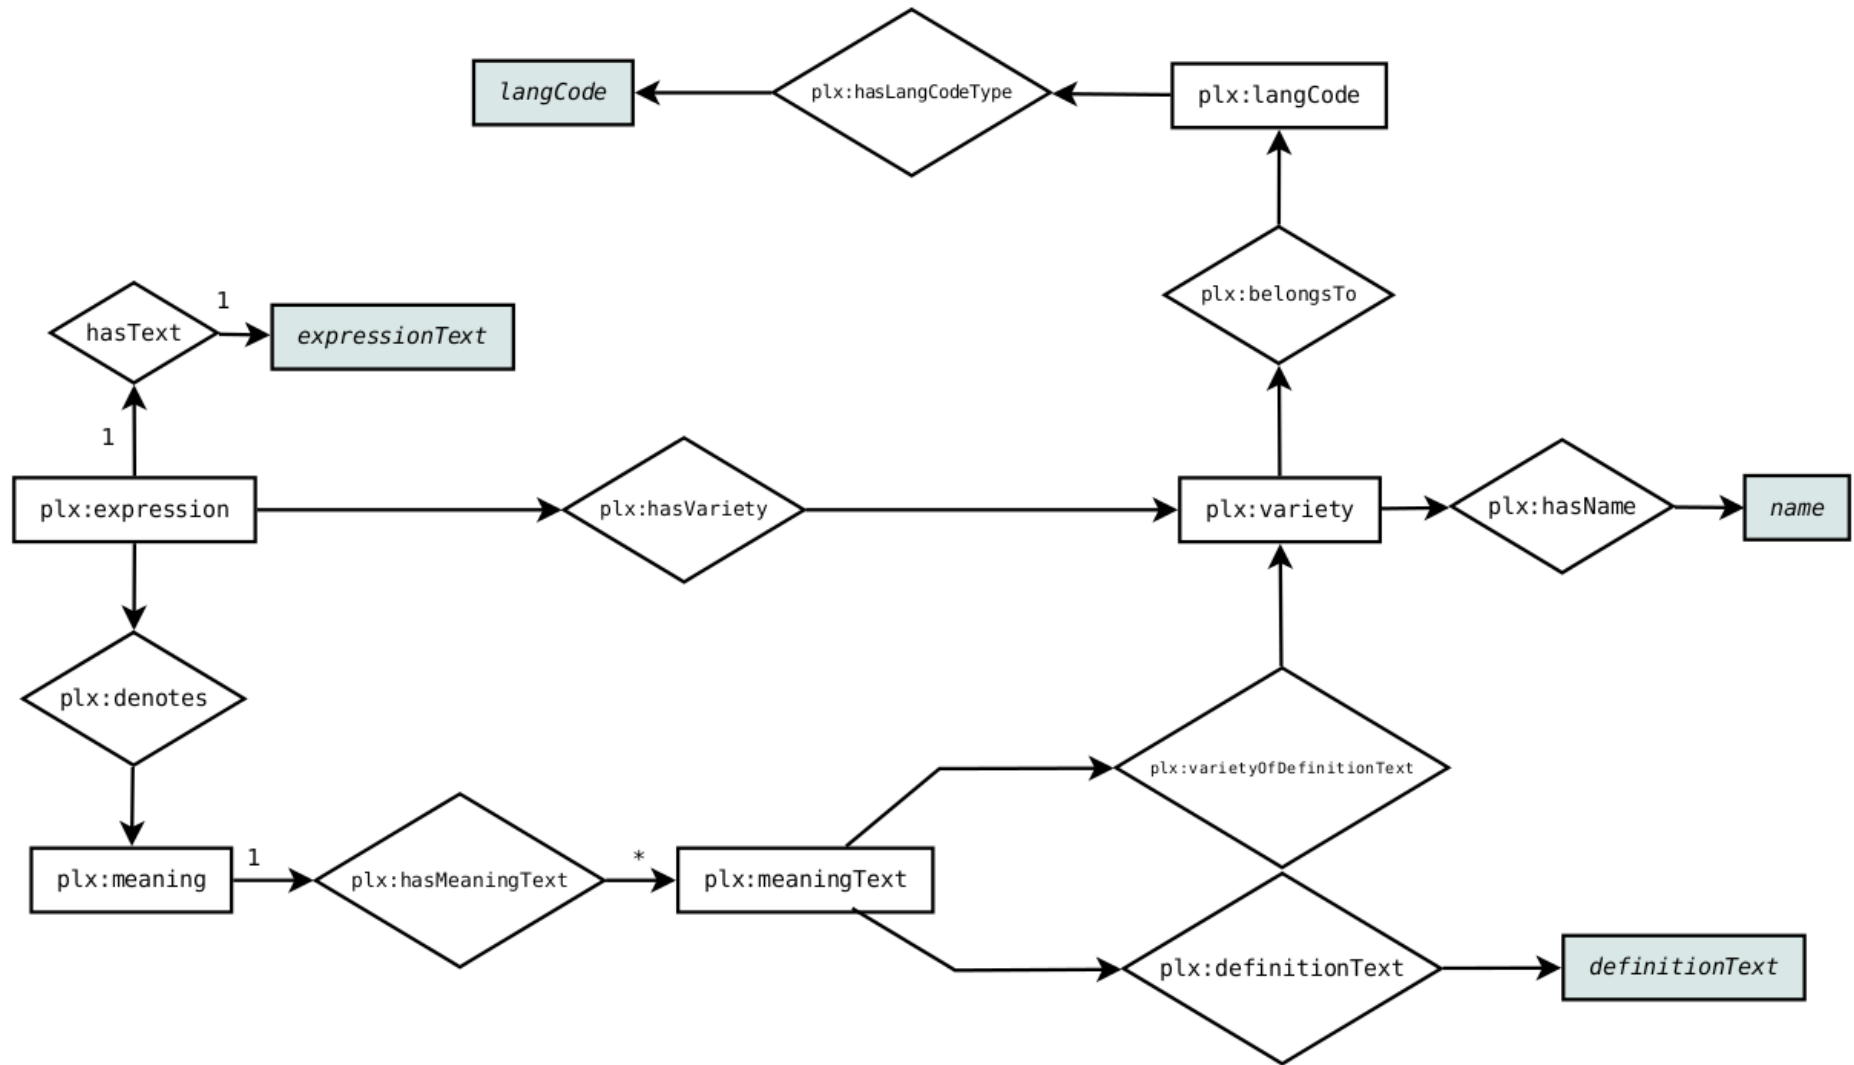 langCode
plx:hasLangCodeType
plx:langCode
plx:belongsTo
1
hasText
expressionText
1
plx:expression
plx:hasVariety
plx:variety
plx:hasName
name
plx:denotes
plx:varietyOfDefinitionText
plx:meaning
1
plx:hasMeaningText
*
plx:meaningText
plx:definitionText
definitionText